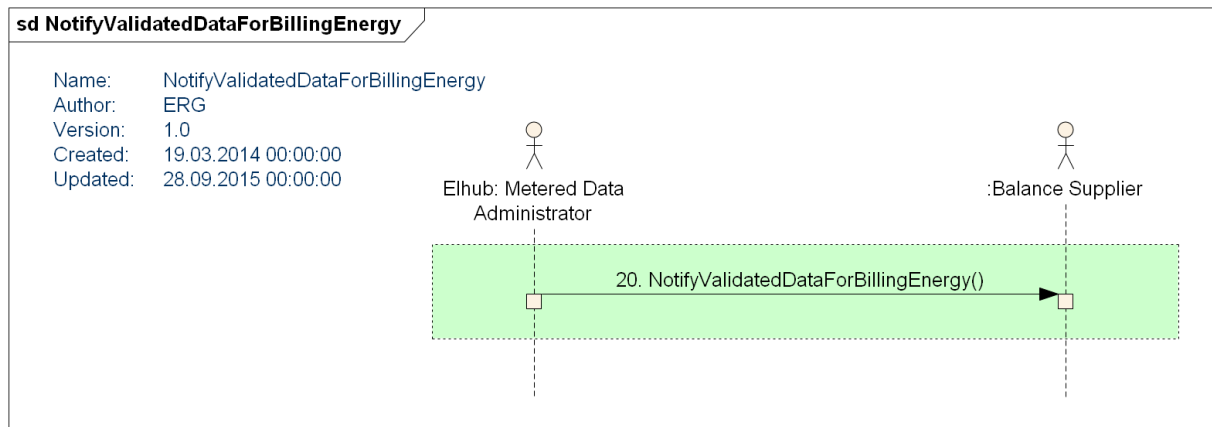 sd NotifyValidatedDataForBillingEnergy
Name: NotifyValidatedDataForBillingEnergy
Author: ERG
Version: 1.0
Created: 19.03.2014 00:00:00
Updated: 28.09.2015 00:00:00
Elhub: Metered Data
Administrator
:Balance Supplier
20. NotifyValidatedDataForBillingEnergy()